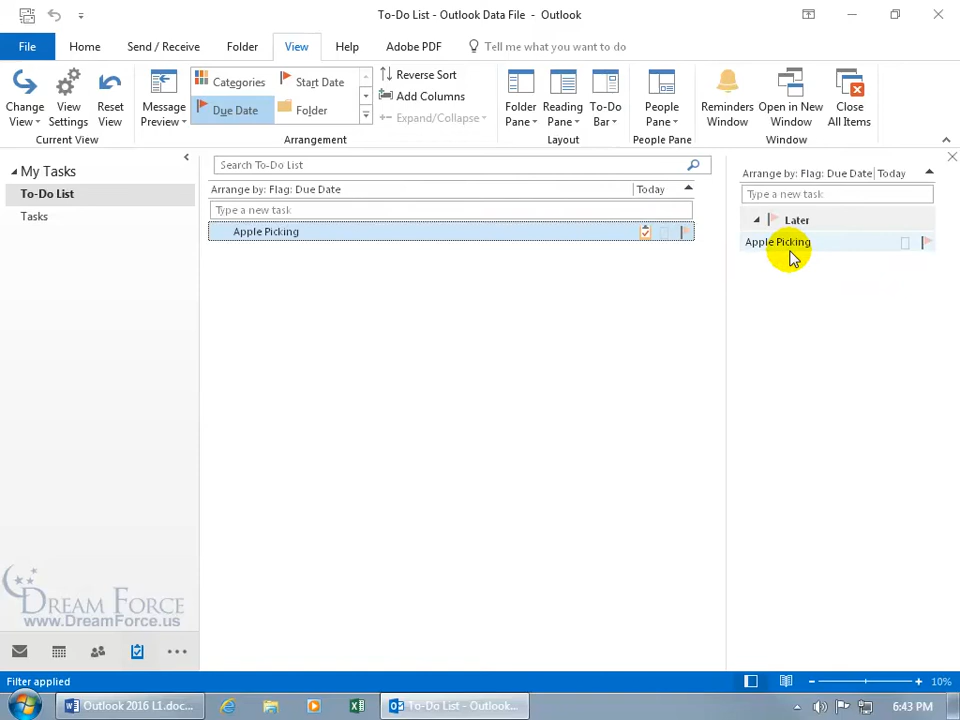 To-Do List - Outlook Data File - Outlook
File Home Send / Receive Folder View Help Adobe PDF Tell me what you want to do
Change View View Settings Reset View
Current View
Message Preview
Categories Start Date
Due Date Folder
Reverse Sort
Add Columns
Expand/Collapse
Arrangement
Folder Pane Reading Pane To-Do Bar
Layout
People Pane
People Pane
Reminders Window Open in New Window Close All Items
Window
My Tasks
To-Do List
Tasks
Search To-Do List
Arrange by: Flag: Due Date Today
Type a new task
Apple Picking
Arrange by: Flag: Due Date Today
Type a new task
Later
Apple Picking
DREAM FORCE
www.DreamForce.us
Filter applied
10%
Outlook 2016 L1.doc...
To-Do List - Outlook...
6:43 PM